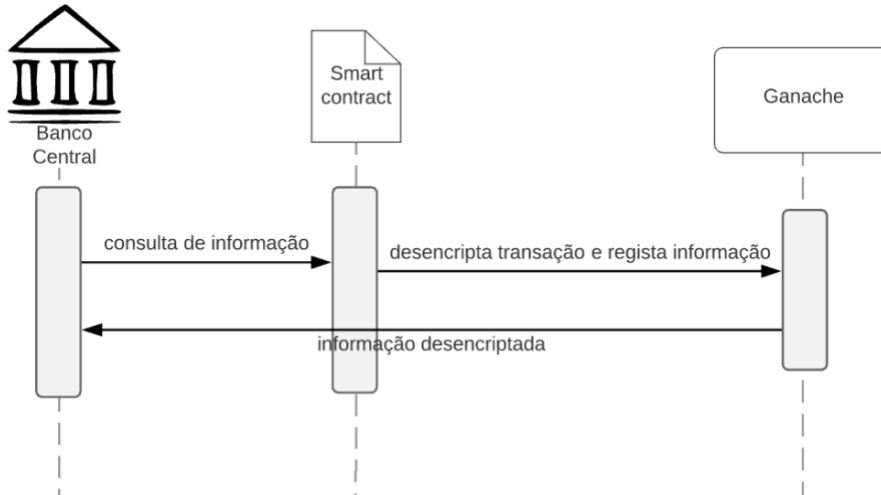 Banco
Central
Smart
contract
Ganache
consulta de informação
desencripta transação e regista informação
informação desencriptada